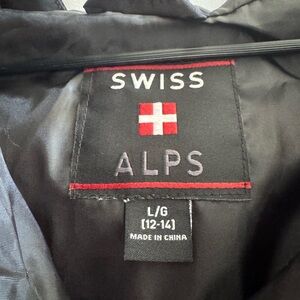 SWISS
ALPS
L/G
(12-14)
MADE IN CHINA